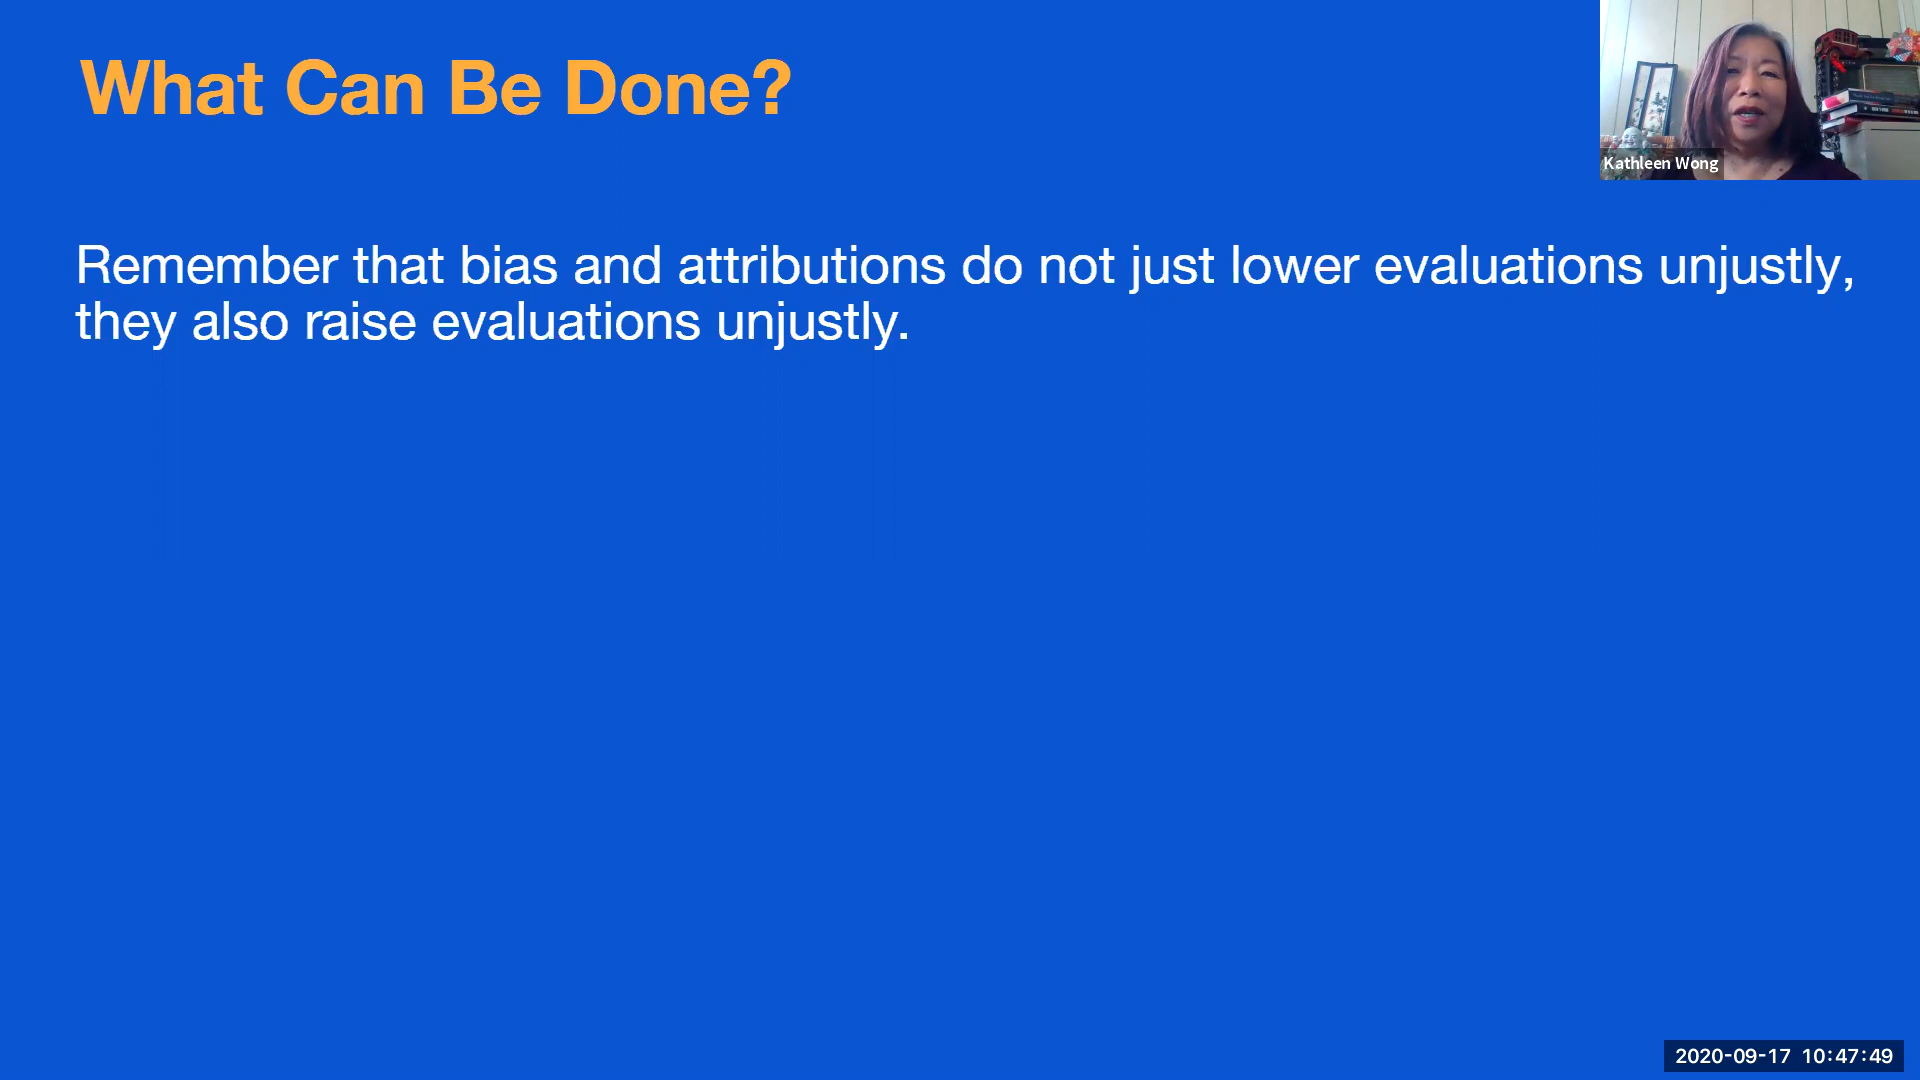 What Can Be Done?
Kathleen Wong
Remember that bias and attributions do not just lower evaluations unjustly,
they also raise evaluations unjustly.
2020-09-17 10:47:49